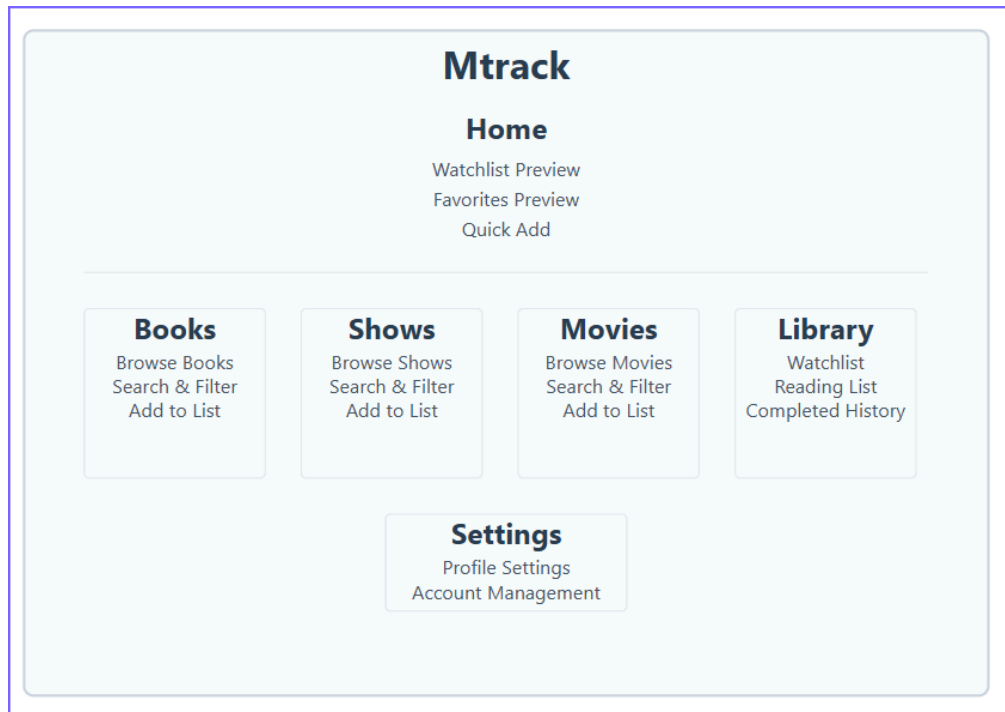 Mtrack
Home
Watchlist Preview
Favorites Preview
Quick Add
Books
Browse Books
Search & Filter
Add to List
Shows
Browse Shows
Search & Filter
Add to List
Movies
Browse Movies
Search & Filter
Add to List
Library
Watchlist
Reading List
Completed History
Settings
Profile Settings
Account Management